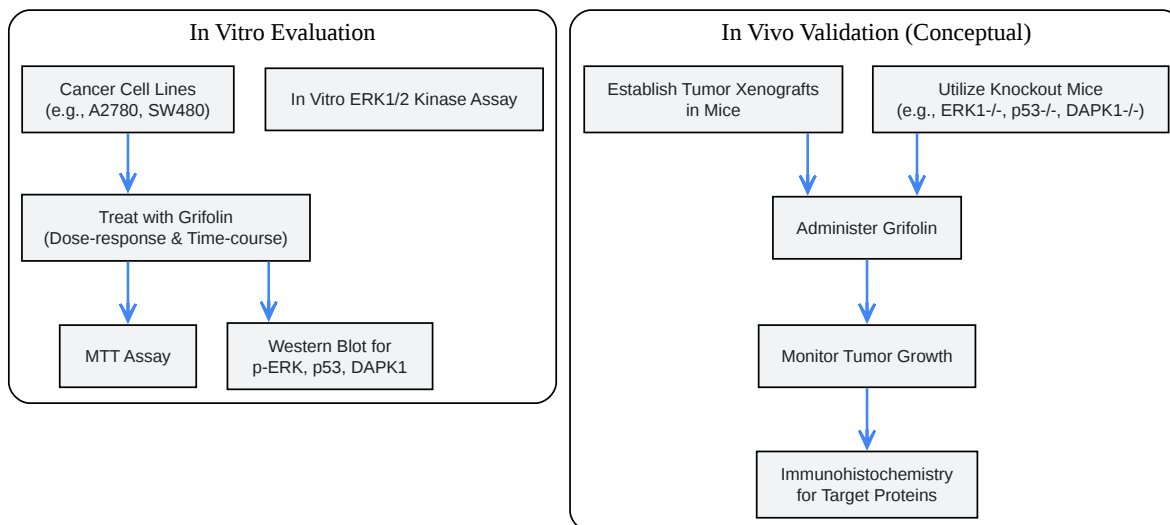 In Vitro Evaluation
Cancer Cell Lines
(e.g., A2780, SW480)
In Vitro ERK1/2 Kinase Assay
Treat with Grifolin
(Dose-response & Time-course)
MTT Assay
Western Blot for
p-ERK, p53, DAPK1
In Vivo Validation (Conceptual)
Establish Tumor Xenografts
in Mice
Utilize Knockout Mice
(e.g., ERK1-/-, p53-/-, DAPK1-/-)
Administer Grifolin
Monitor Tumor Growth
Immunohistochemistry
for Target Proteins